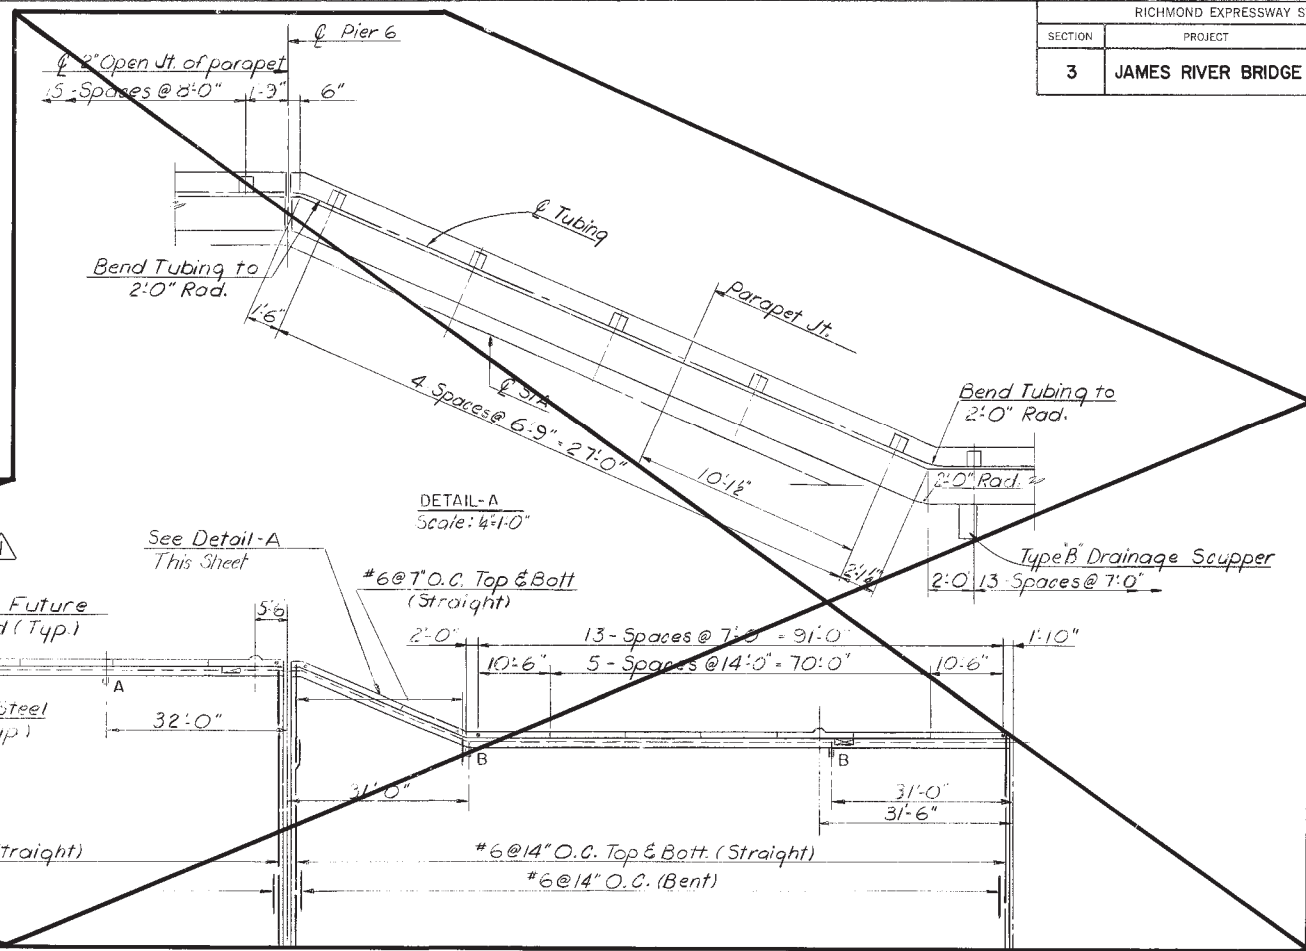 RICHMOND EXPRESSWAY S
SECTION
PROJECT
3
JAMES RIVER BRIDGE
℄ Pier 6
℄ 2" Open Jt. of parapet
15 - Spaces @ 8'-0"
1'-9"
6"
℄ Tubing
Bend Tubing to
2'-0" Rad.
1'-6"
Parapet Jt.
℄ STA
4 Spaces @ 6'-9" = 27'-0"
Bend Tubing to
2'-0" Rad.
10'-1½"
2'-0" Rad.
DETAIL-A
2'-1¼"
Type "B" Drainage Scupper
2'-0"
13 - Spaces @ 7'-0"
1
See Detail-A
This Sheet
#6@7" O.C. Top & Bott
(Straight)
Future
d (Typ.)
5'-6
2'-0"
13 - Spaces @ 7'-0" = 91'-0"
1'-10"
10'-6"
5 - Spaces @ 14'-0" = 70'-0"
10'-6"
A
Steel
yp.)
32'-0"
B
B
31'-0"
31'-0"
31'-6"
traight)
#6@14" O.C. Top & Bott. (Straight)
#6@14" O.C. (Bent)